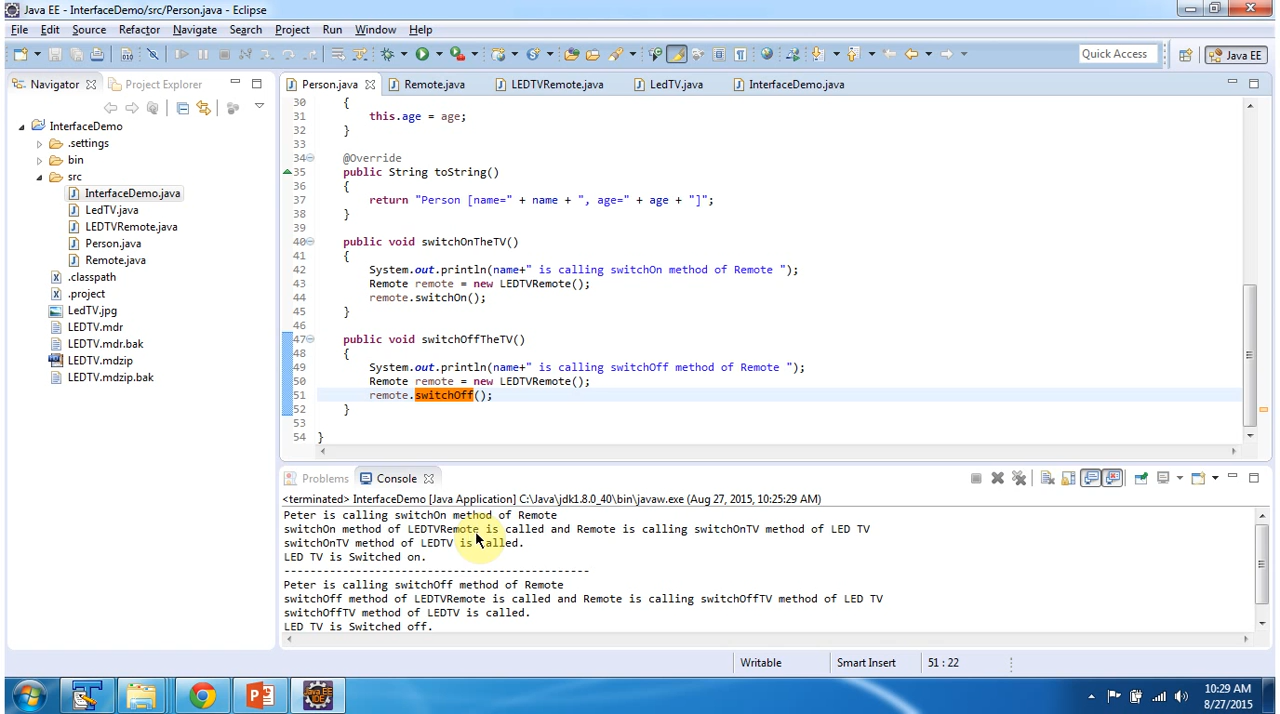 Java EE - InterfaceDemo/src/Person.java - Eclipse
File Edit Source Refactor Navigate Search Project Run Window Help
Quick Access
Java EE
Navigator
Project Explorer
InterfaceDemo
.settings
bin
src
InterfaceDemo.java
LedTV.java
LEDTVRemote.java
Person.java
Remote.java
.classpath
.project
LedTV.jpg
LEDTV.mdr
LEDTV.mdr.bak
LEDTV.mdzip
LEDTV.mdzip.bak
Person.java Remote.java LEDTVRemote.java LedTV.java InterfaceDemo.java
30 {
31 this.age = age;
32 }
33
34 @Override
35 public String toString()
36 {
37 return "Person [name=" + name + ", age=" + age + "]";
38 }
39
40 public void switchOnTheTV()
41 {
42 System.out.println(name+" is calling switchOn method of Remote ");
43 Remote remote = new LEDTVRemote();
44 remote.switchOn();
45 }
46
47 public void switchOffTheTV()
48 {
49 System.out.println(name+" is calling switchOff method of Remote ");
50 Remote remote = new LEDTVRemote();
51 remote.switchOff();
52 }
53
54 }
Problems Console
<terminated> InterfaceDemo [Java Application] C:\Java\jdk1.8.0_40\bin\javaw.exe (Aug 27, 2015, 10:25:29 AM)
Peter is calling switchOn method of Remote
switchOn method of LEDTVRemote is called and Remote is calling switchOnTV method of LED TV
switchOnTV method of LEDTV is called.
LED TV is Switched on.
----------------------------------------------
Peter is calling switchOff method of Remote
switchOff method of LEDTVRemote is called and Remote is calling switchOffTV method of LED TV
switchOffTV method of LEDTV is called.
LED TV is Switched off.
Writable Smart Insert 51 : 22
Java EE IDE
10:29 AM
8/27/2015